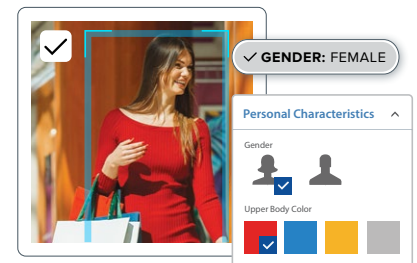 GENDER: FEMALE
Personal Characteristics
Gender
Upper Body Color